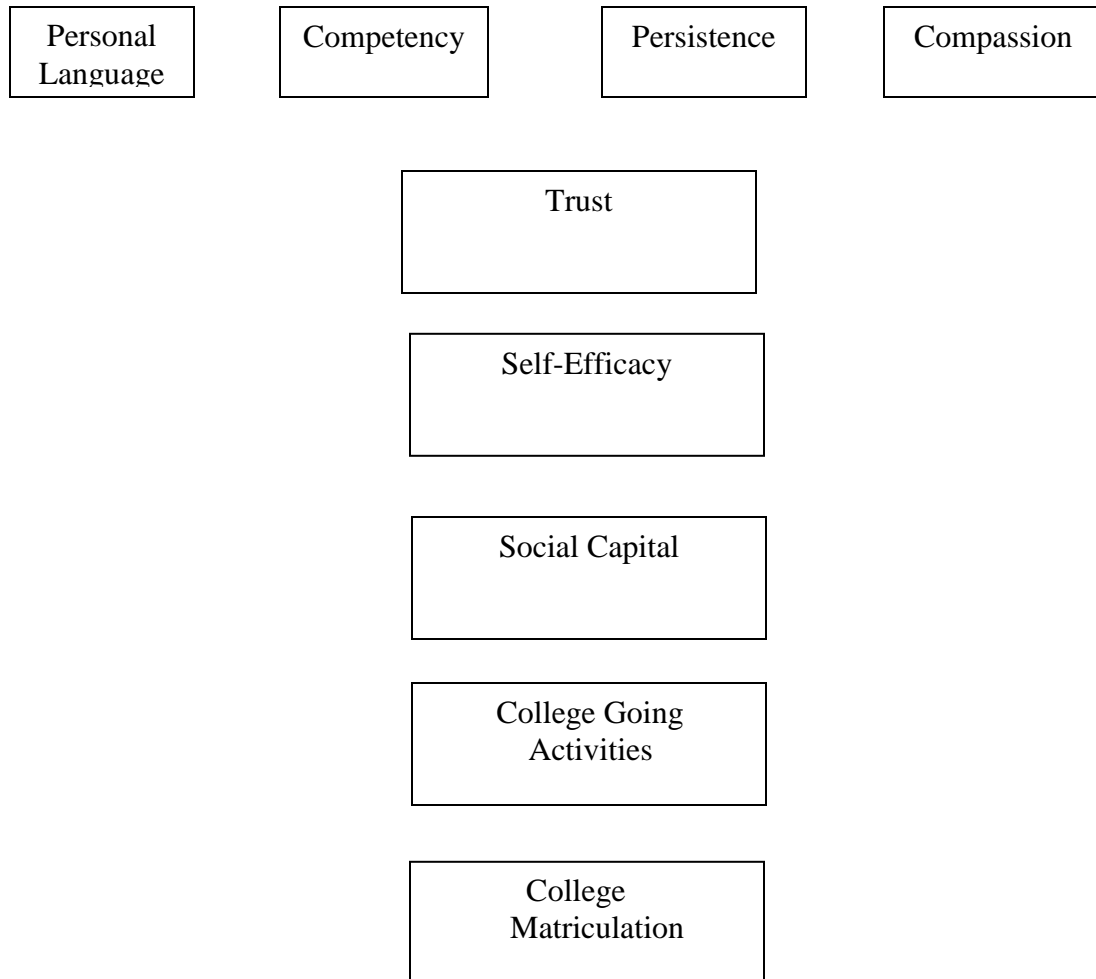 Personal
Language
Competency
Persistence
Compassion
Trust
Self-Efficacy
Social Capital
College Going
Activities
College
Matriculation